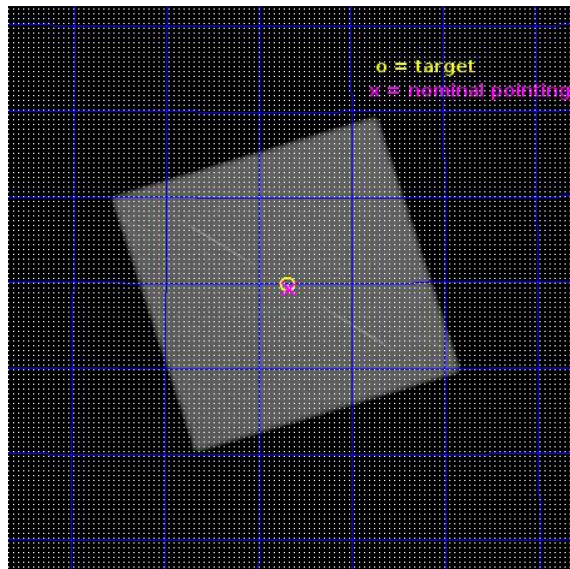 o = target
x = nominal pointing